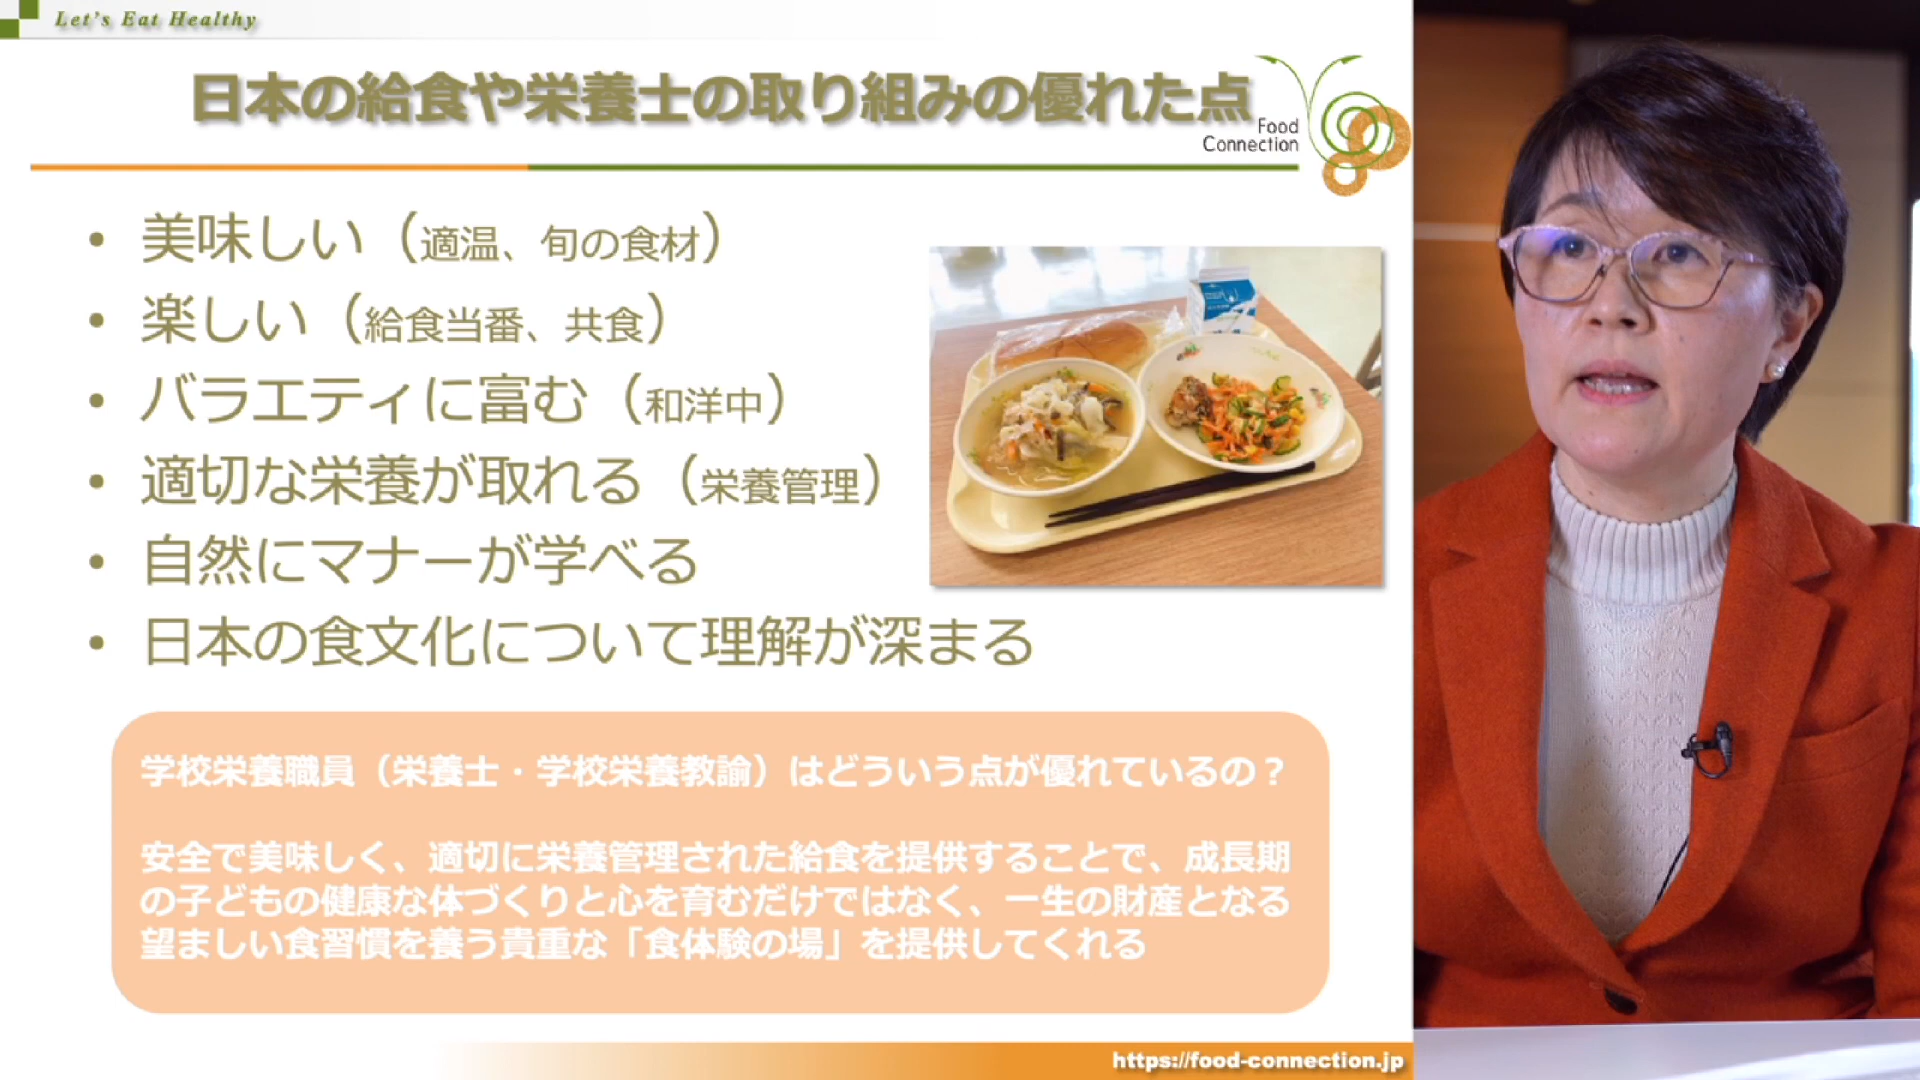 Let's Eat Healthy
日本の給食や栄養士の取り組みの優れた点
Food
Connection
• 美味しい（適温、旬の食材）
• 楽しい（給食当番、共食）
• バラエティに富む（和洋中）
• 適切な栄養が取れる（栄養管理）
• 自然にマナーが学べる
• 日本の食文化について理解が深まる
学校栄養職員（栄養士・学校栄養教諭）はどういう点が優れているの？
安全で美味しく、適切に栄養管理された給食を提供することで、成長期
の子どもの健康な体づくりと心を育むだけではなく、一生の財産となる
望ましい食習慣を養う貴重な「食体験の場」を提供してくれる
https://food-connection.jp